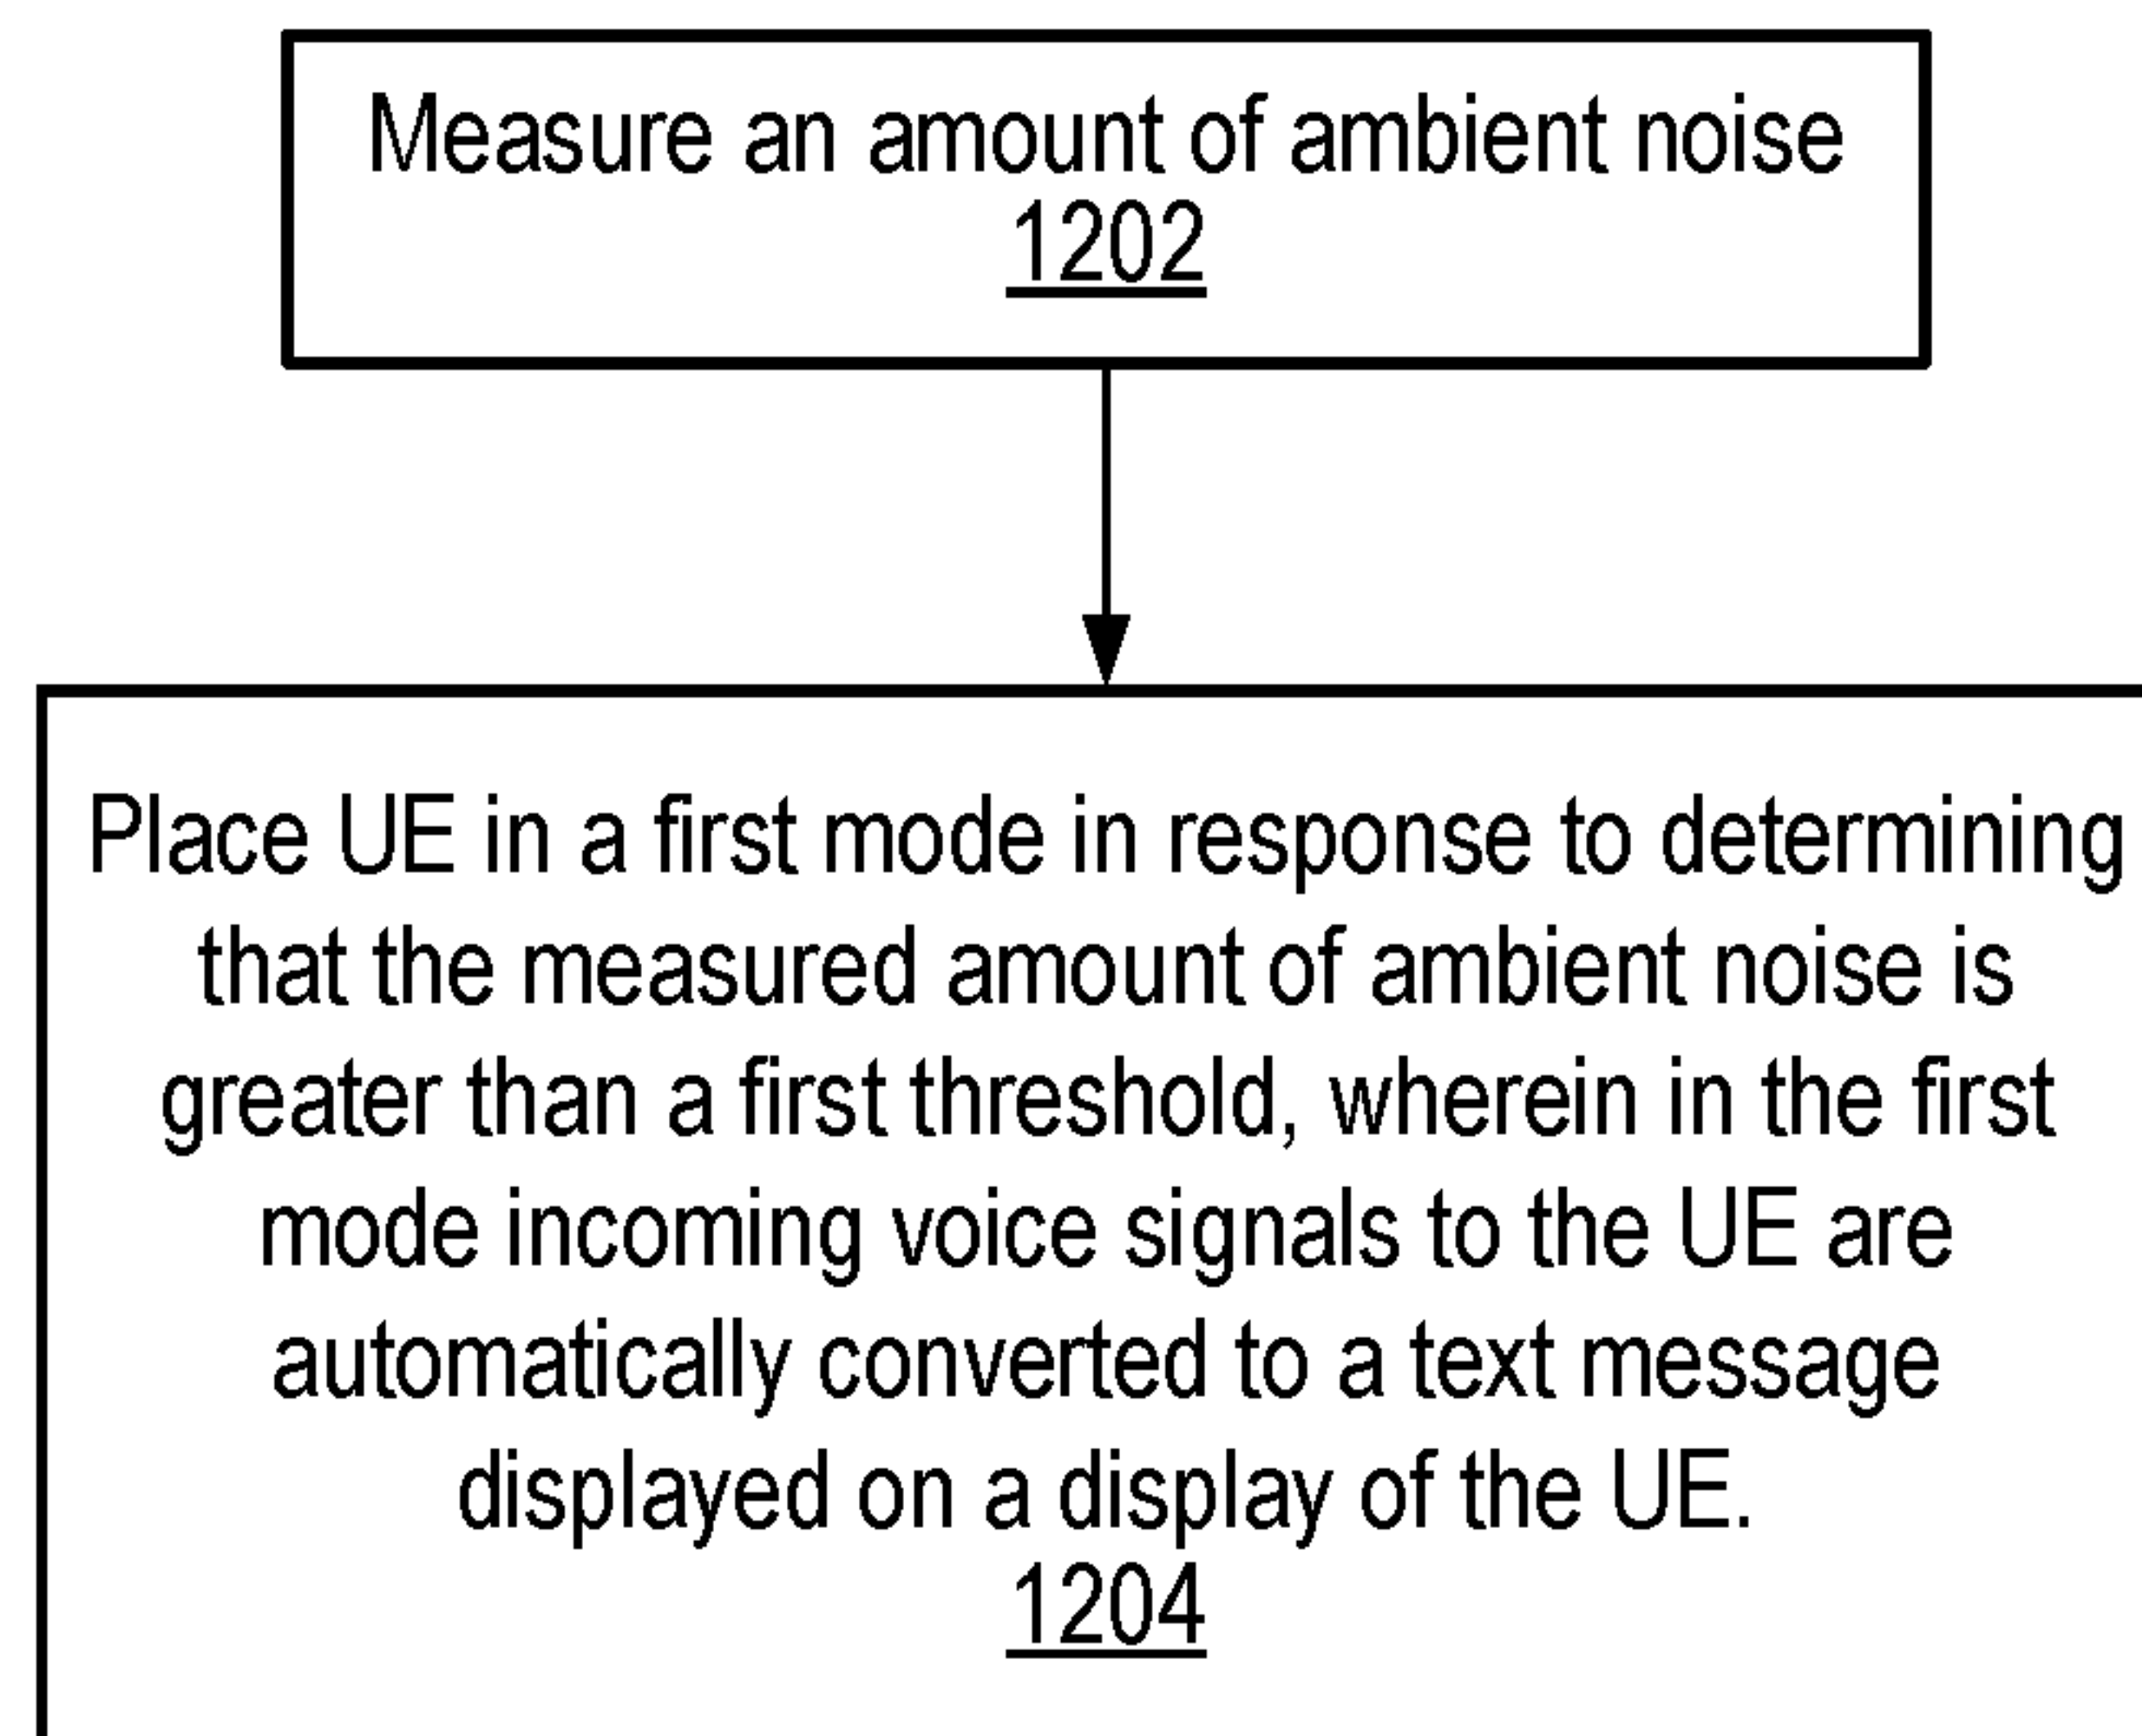 Measure an amount of ambient noise
1202
Place UE in a first mode in response to determining
that the measured amount of ambient noise is
greater than a first threshold, wherein in the first
mode incoming voice signals to the UE are
automatically converted to a text message
displayed on a display of the UE.
1204